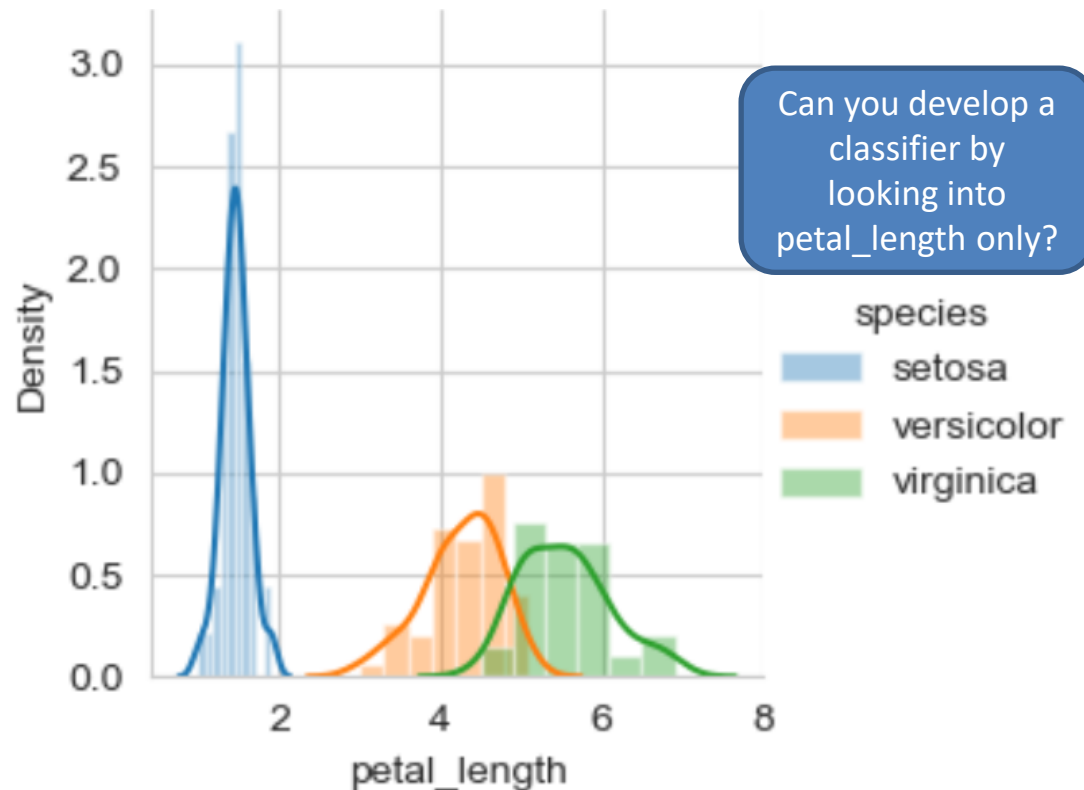 3.0
2.5
2.0
1.5
1.0
0.5
0.0
Density
2 4 6 8
petal_length
Can you develop a
classifier by
looking into
petal_length only?
species
setosa
versicolor
virginica